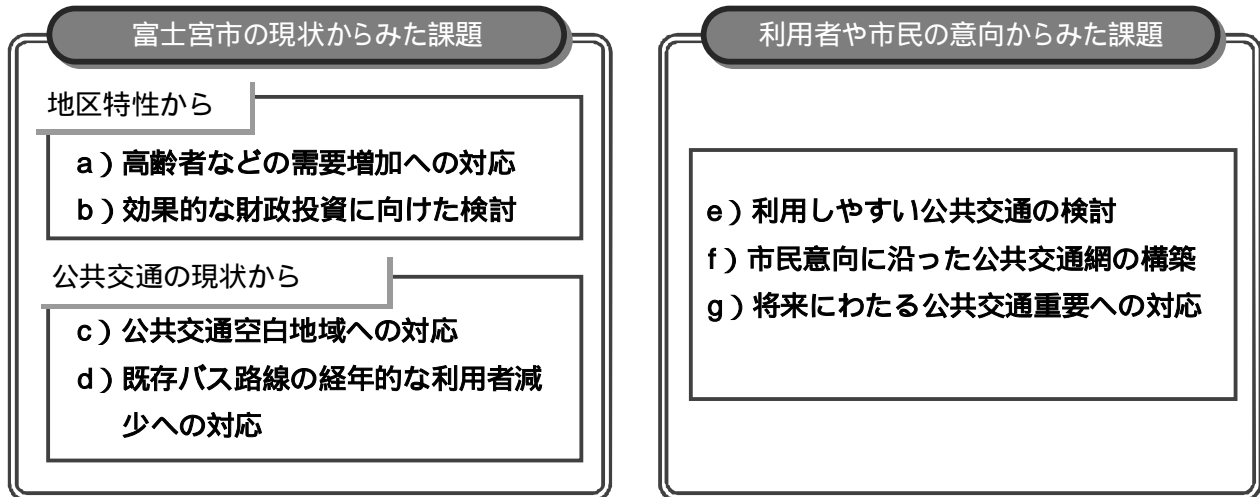 富士宮市の現状からみた課題
地区特性から
a）高齢者などの需要増加への対応
b）効果的な財政投資に向けた検討
公共交通の現状から
c）公共交通空白地域への対応
d）既存バス路線の経年的な利用者減
少への対応
利用者や市民の意向からみた課題
e）利用しやすい公共交通の検討
f）市民意向に沿った公共交通網の構築
g）将来にわたる公共交通重要への対応